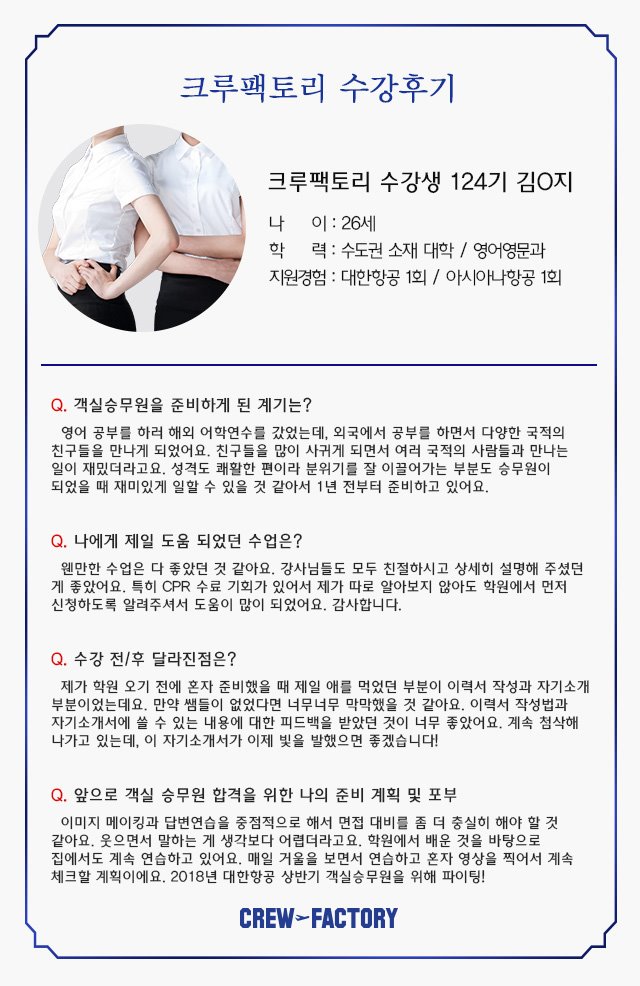 크루팩토리 수강후기
크루팩토리 수강생 124기 김O지
나 이 : 26세
학 력 : 수도권 소재 대학 / 영어영문과
지원경험 : 대한항공 1회 / 아시아나항공 1회
Q. 객실승무원을 준비하게 된 계기는?
영어 공부를 하러 해외 어학연수를 갔었는데, 외국에서 공부를 하면서 다양한 국적의
친구들을 만나게 되었어요. 친구들을 많이 사귀게 되면서 여러 국적의 사람들과 만나는
일이 재밌더라고요. 성격도 쾌활한 편이라 분위기를 잘 이끌어가는 부분도 승무원이
되었을 때 재미있게 일할 수 있을 것 같아서 1년 전부터 준비하고 있어요.
Q. 나에게 제일 도움 되었던 수업은?
웬만한 수업은 다 좋았던 것 같아요. 강사님들도 모두 친절하시고 상세히 설명해 주셨던
게 좋았어요. 특히 CPR 수료 기회가 있어서 제가 따로 알아보지 않아도 학원에서 먼저
신청하도록 알려주셔서 도움이 많이 되었어요. 감사합니다.
Q. 수강 전/후 달라진점은?
제가 학원 오기 전에 혼자 준비했을 때 제일 애를 먹었던 부분이 이력서 작성과 자기소개
부분이었는데요. 만약 쌤들이 없었다면 너무너무 막막했을 것 같아요. 이력서 작성법과
자기소개서에 쓸 수 있는 내용에 대한 피드백을 받았던 것이 너무 좋았어요. 계속 첨삭해
나가고 있는데, 이 자기소개서가 이제 빛을 발했으면 좋겠습니다!
Q. 앞으로 객실 승무원 합격을 위한 나의 준비 계획 및 포부
이미지 메이킹과 답변연습을 중점적으로 해서 면접 대비를 좀 더 충실히 해야 할 것
같아요. 웃으면서 말하는 게 생각보다 어렵더라고요. 학원에서 배운 것을 바탕으로
집에서도 계속 연습하고 있어요. 매일 거울을 보면서 연습하고 혼자 영상을 찍어서 계속
체크할 계획이에요. 2018년 대한항공 상반기 객실승무원을 위해 파이팅!
CREW FACTORY